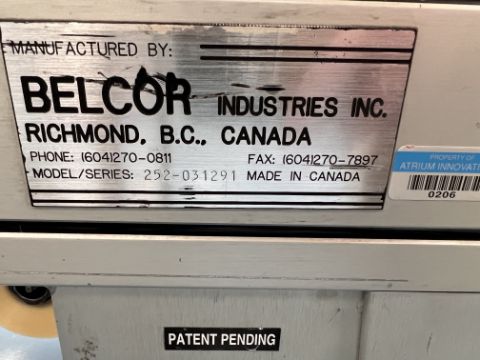 MANUFACTURED BY:
BELCOR INDUSTRIES INC.
RICHMOND, B.C., CANADA
PHONE: (604)270-0811 FAX: (604)270-7897
MODEL/SERIES: 252-031291 MADE IN CANADA
PROPERTY OF
ATRIUM
0206
PATENT PENDING